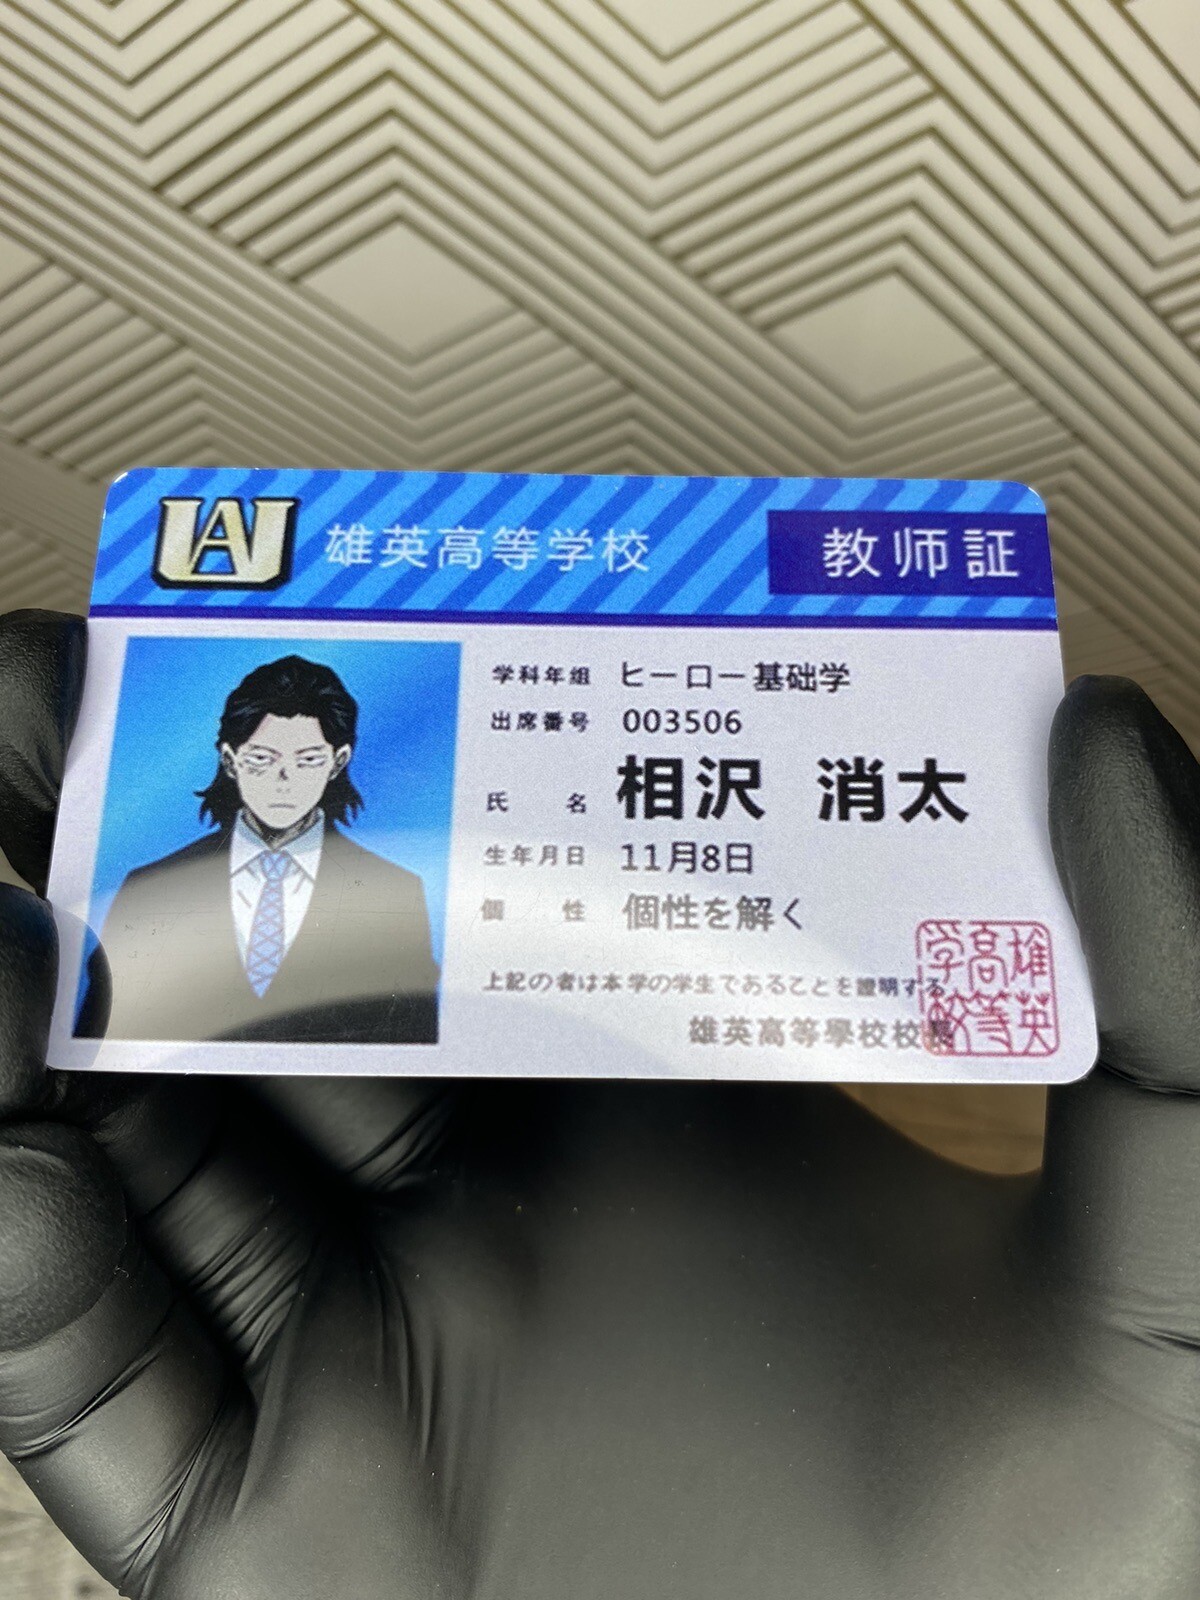 UA 雄英高等学校 教师証
学科年组 ヒーロー基础学
出席番号 003506
氏名 相沢 消太
生年月日 11月8日
個性 個性を解く
上記の者は本学の学生であることを證明する
雄英高等學校校長
雄英
高等
学校